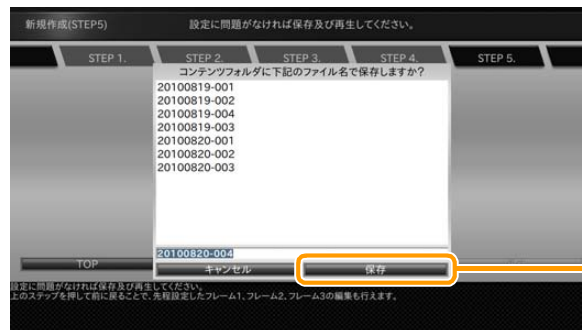 新規作成(STEP5)
設定に問題がなければ保存及び再生してください。
STEP 1.
STEP 2.
STEP 3.
STEP 4.
STEP 5.
コンテンツフォルダに下記のファイル名で保存しますか?
20100819-001
20100819-002
20100819-004
20100819-003
20100820-001
20100820-002
20100820-003
20100820-004
TOP
キャンセル
保存
設定に問題がなければ保存及び再生してください。
上のステップを押して前に戻ることで、先程設定したフレーム1、フレーム2、フレーム3の編集も行えます。